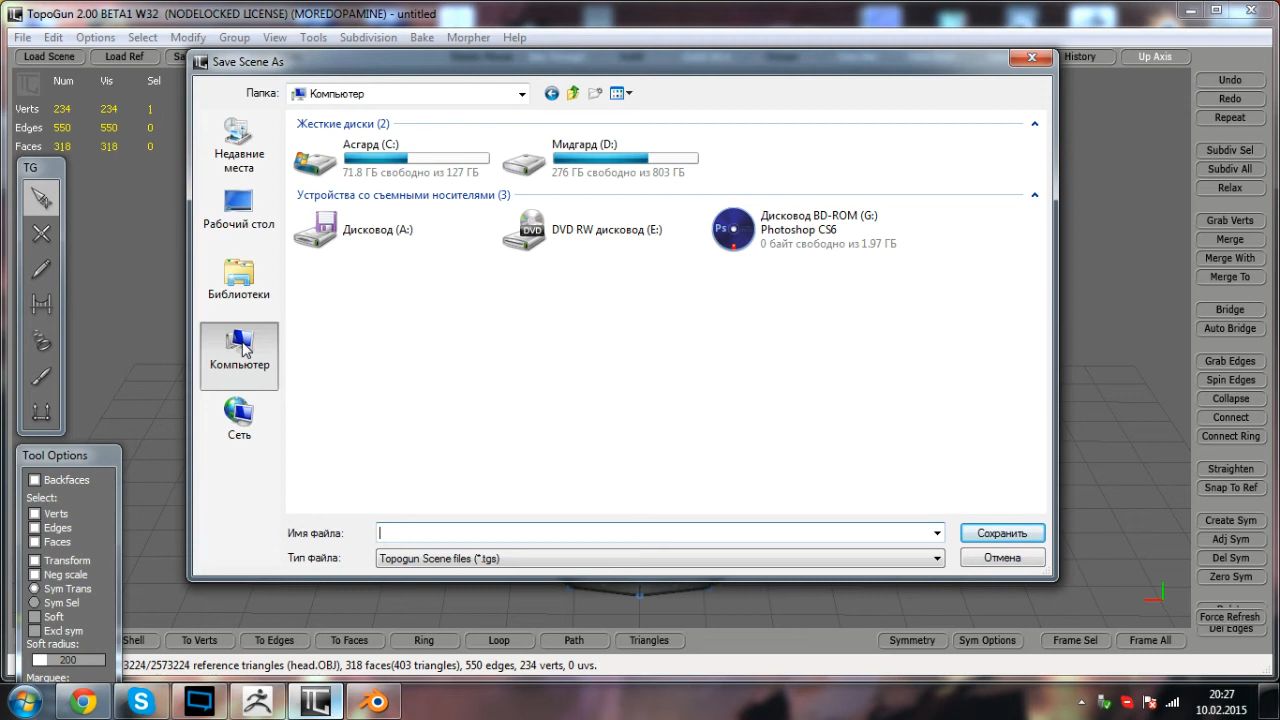 TopoGun 2.00 BETA1 W32 (NODELOCKED LICENSE) (MOREDOPAMINE) - untitled
File Edit Options Select Modify Group View Tools Subdivision Bake Morpher Help
Load Scene Load Ref History Up Axis
Save Scene As
Папка: Компьютер
Num Vis Sel
Verts 234 234 1
Edges 550 550 0
Faces 318 318 0
TG
Недавние места
Рабочий стол
Библиотеки
Компьютер
Сеть
Жесткие диски (2)
Асгард (C:)
71.8 ГБ свободно из 127 ГБ
Мидгард (D:)
276 ГБ свободно из 803 ГБ
Устройства со съемными носителями (3)
Дисковод (A:)
DVD
DVD RW дисковод (E:)
Ps
Дисковод BD-ROM (G:)
Photoshop CS6
0 байт свободно из 1.97 ГБ
Имя файла:
Сохранить
Тип файла: Topogun Scene files (*.tgs)
Отмена
Undo
Redo
Repeat
Subdiv Sel
Subdiv All
Relax
Grab Verts
Merge
Merge With
Merge To
Bridge
Auto Bridge
Grab Edges
Spin Edges
Collapse
Connect
Connect Ring
Straighten
Snap To Ref
Create Sym
Adj Sym
Del Sym
Zero Sym
Force Refresh
Del Edges
Tool Options
Backfaces
Select:
Verts
Edges
Faces
Transform
Neg scale
Sym Trans
Sym Sel
Soft
Excl sym
Soft radius:
200
Marquee:
Shell To Verts To Edges To Faces Ring Loop Path Triangles Symmetry Sym Options Frame Sel Frame All
3224/2573224 reference triangles (head.OBJ), 318 faces(403 triangles), 550 edges, 234 verts, 0 uvs.
20:27
10.02.2015